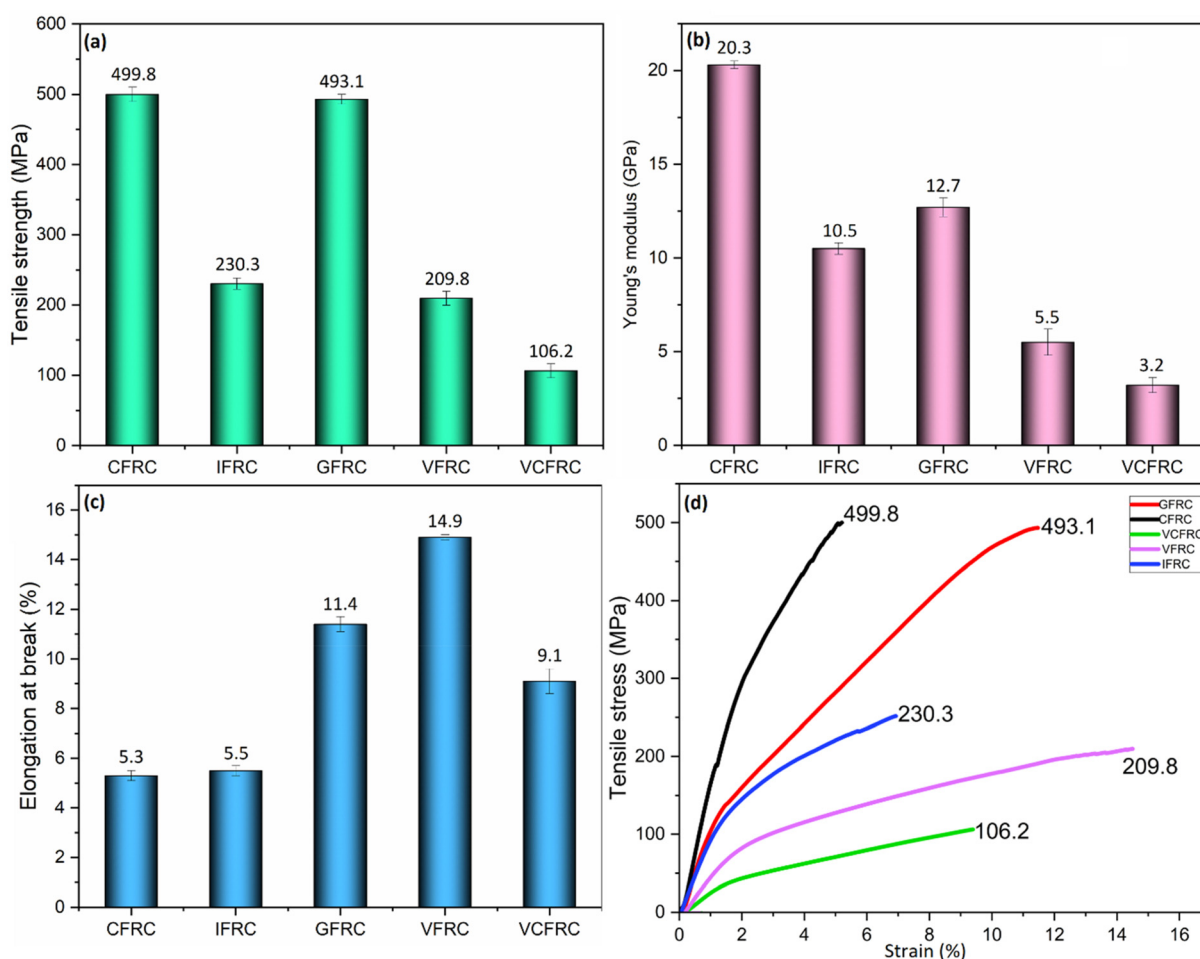 (a)
600
500
400
300
200
100
0
Tensile strength (MPa)
499.8
230.3
493.1
209.8
106.2
CFRC IFRC GFRC VFRC VCFRC
(b)
20
15
10
5
0
Young's modulus (GPa)
20.3
10.5
12.7
5.5
3.2
CFRC IFRC GFRC VFRC VCFRC
(c)
16
14
12
10
8
6
4
2
0
Elongation at break (%)
5.3
5.5
11.4
14.9
9.1
CFRC IFRC GFRC VFRC VCFRC
(d)
500
400
300
200
100
0
Tensile stress (MPa)
499.8
493.1
230.3
209.8
106.2
GFRC
CFRC
VCFRC
VFRC
IFRC
0 2 4 6 8 10 12 14 16
Strain (%)